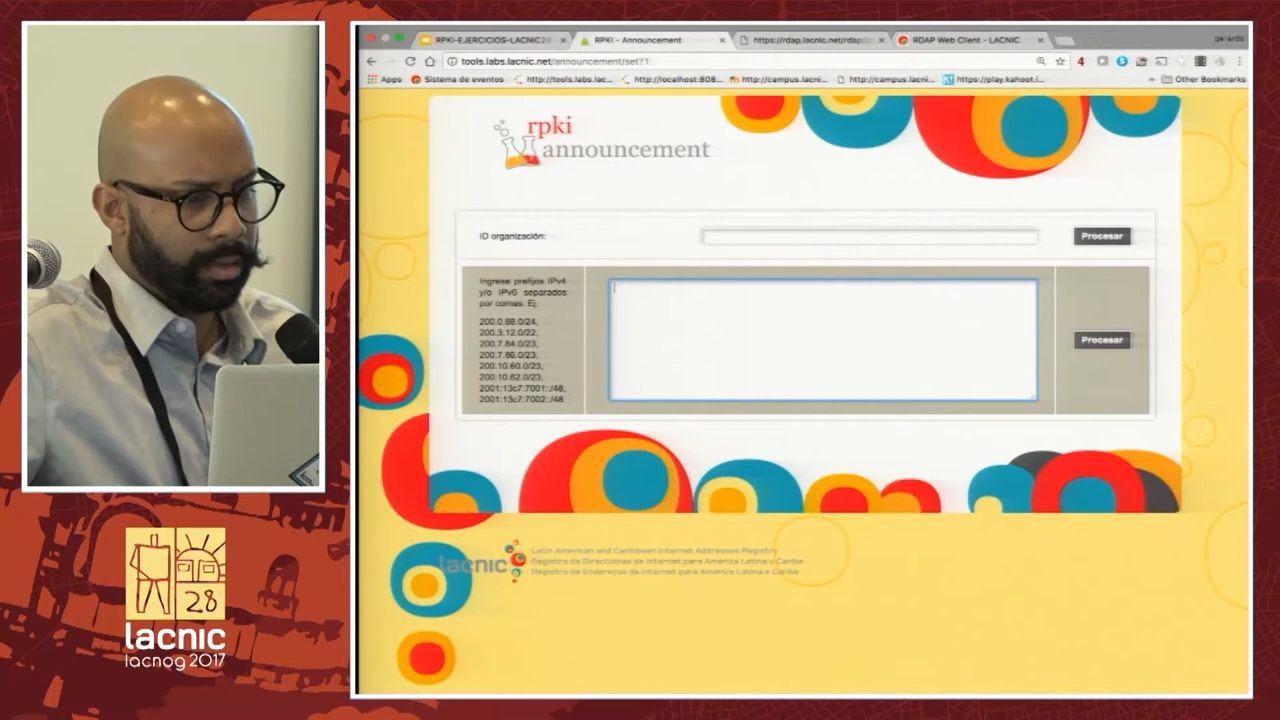 RPKI-EJERCICIOS-LACNIC28
RPKI - Announcement
https://rdap.lacnic.net/rdap/
RDAP Web Client - LACNIC
gerardo
tools.labs.lacnic.net/announcement/set?1
4
Apps
Sistema de eventos
http://tools.labs.lac...
http://localhost:808...
http://campus.lacni...
http://campus.lacni...
https://play.kahoot.i...
» Other Bookmarks
rpki
announcement
ID organización:
Procesar
Ingrese prefijos IPv4
y/o IPv6 separados
por comas. Ej:
200.0.88.0/24,
200.3.12.0/22,
200.7.84.0/23,
200.7.86.0/23,
200.10.60.0/23,
200.10.62.0/23,
2001:13c7:7001::/48,
2001:13c7:7002::/48
Procesar
lacnic
Latin American and Caribbean Internet Addresses Registry
Registro de Direcciones de Internet para América Latina y Caribe
Registro de Endereços da Internet para América Latina e Caribe
28
lacnic
lacnog 2017